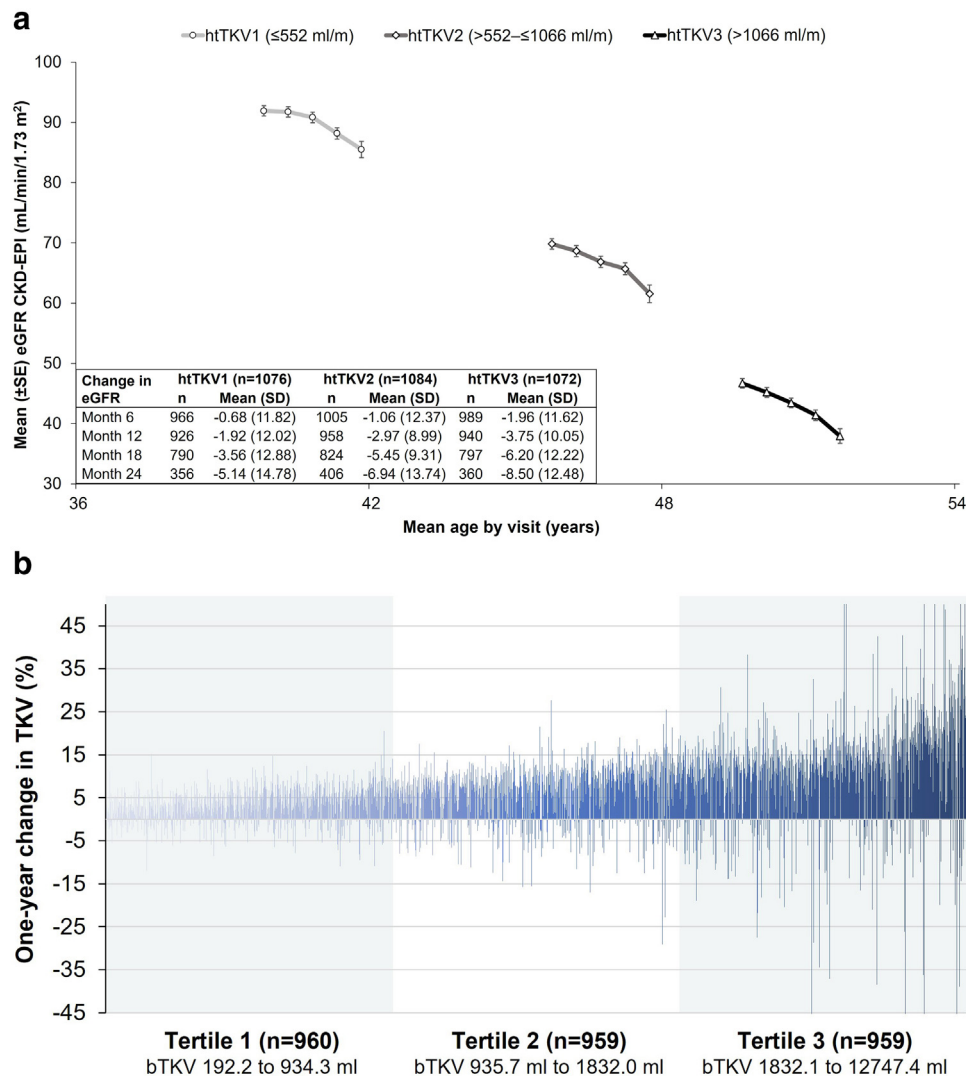 a
htTKV1 (≤552 ml/m) htTKV2 (>552–≤1066 ml/m) htTKV3 (>1066 ml/m)
Mean (±SE) eGFR CKD-EPI (mL/min/1.73 m²)
100
90
80
70
60
50
40
30
Change in eGFR htTKV1 (n=1076) htTKV2 (n=1084) htTKV3 (n=1072)
n Mean (SD) n Mean (SD) n Mean (SD)
Month 6 966 -0.68 (11.82) 1005 -1.06 (12.37) 989 -1.96 (11.62)
Month 12 926 -1.92 (12.02) 958 -2.97 (8.99) 940 -3.75 (10.05)
Month 18 790 -3.56 (12.88) 824 -5.45 (9.31) 797 -6.20 (12.22)
Month 24 356 -5.14 (14.78) 406 -6.94 (13.74) 360 -8.50 (12.48)
36 42 48 54
Mean age by visit (years)
b
One-year change in TKV (%)
45
35
25
15
5
-5
-15
-25
-35
-45
Tertile 1 (n=960) Tertile 2 (n=959) Tertile 3 (n=959)
bTKV 192.2 to 934.3 ml bTKV 935.7 ml to 1832.0 ml bTKV 1832.1 to 12747.4 ml